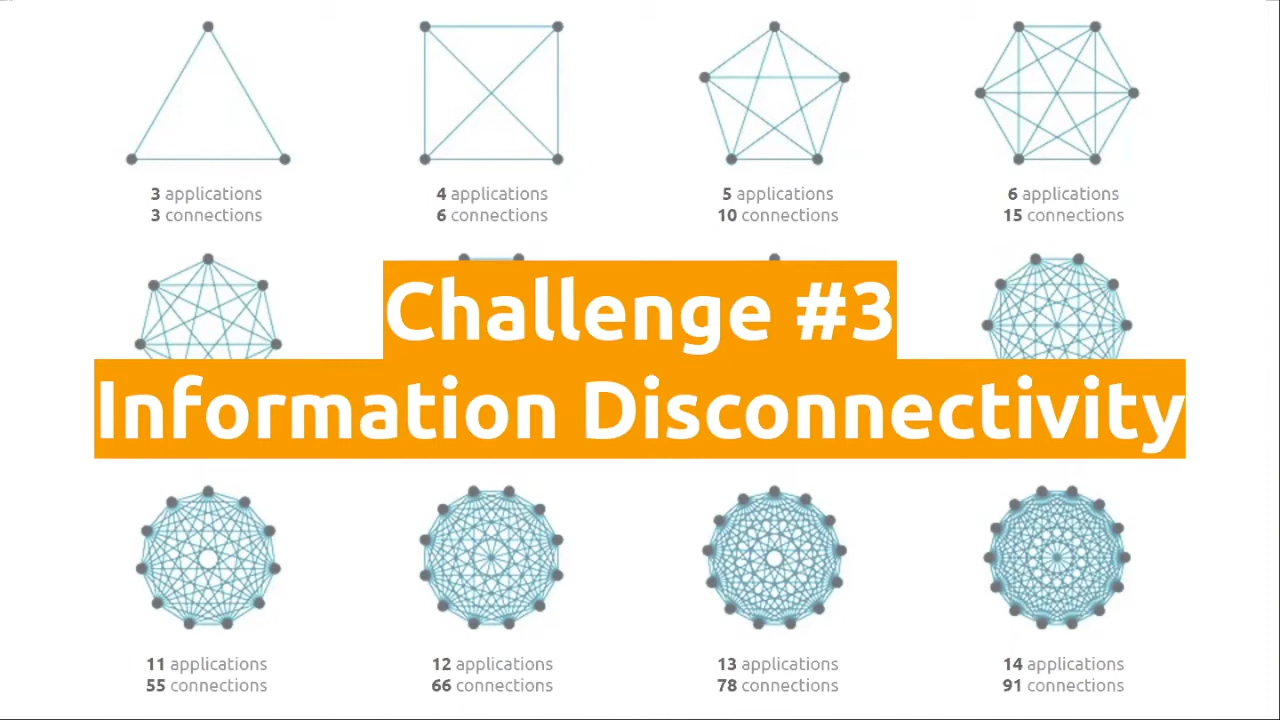 3 applications
3 connections
4 applications
6 connections
5 applications
10 connections
6 applications
15 connections
Challenge #3
Information Disconnectivity
11 applications
55 connections
12 applications
66 connections
13 applications
78 connections
14 applications
91 connections